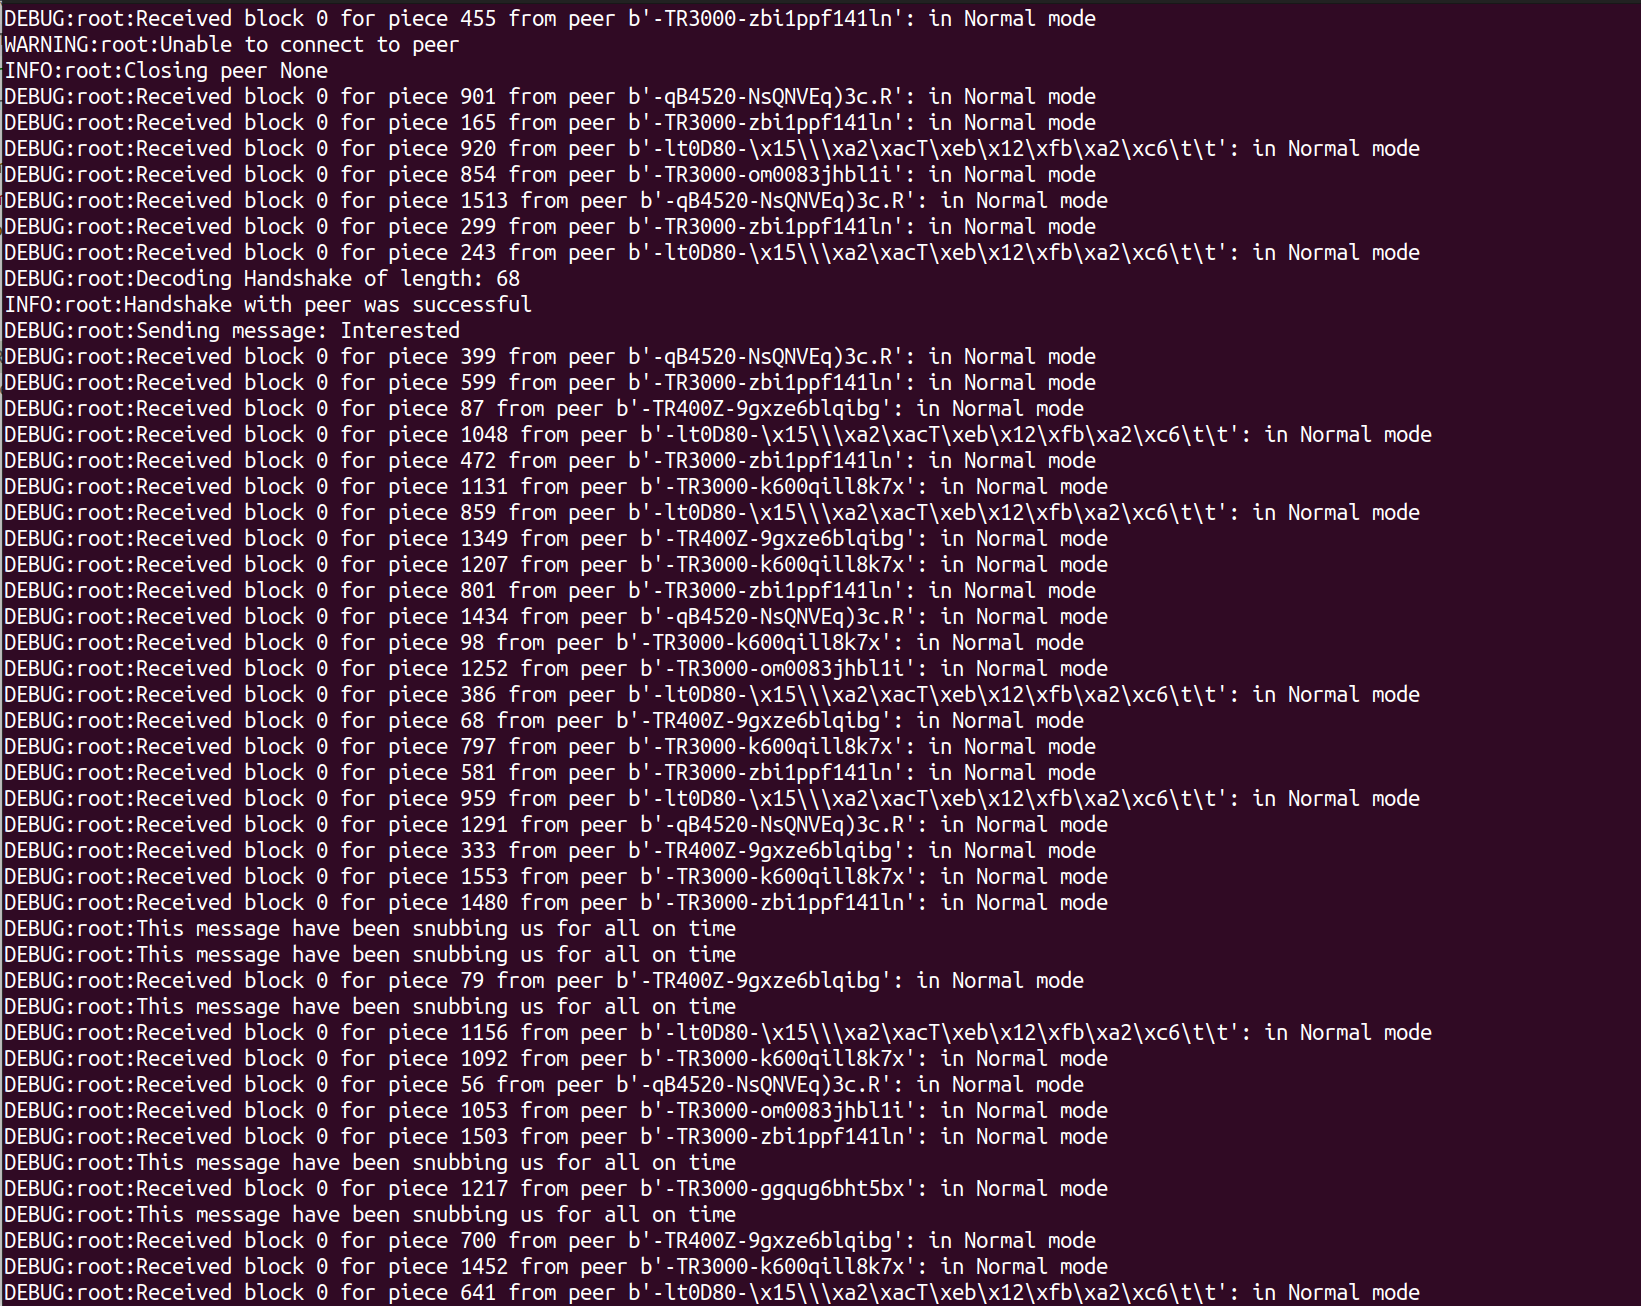 DEBUG:root:Received block 0 for piece 455 from peer b'-TR3000-zbi1ppf141ln': in Normal mode
WARNING:root:Unable to connect to peer
INFO:root:Closing peer None
DEBUG:root:Received block 0 for piece 901 from peer b'-qB4520-NsQNVEq)3c.R': in Normal mode
DEBUG:root:Received block 0 for piece 165 from peer b'-TR3000-zbi1ppf141ln': in Normal mode
DEBUG:root:Received block 0 for piece 920 from peer b'-lt0D80-\x15\\\xa2\xacT\xeb\x12\xfb\xa2\xc6\t\t': in Normal mode
DEBUG:root:Received block 0 for piece 854 from peer b'-TR3000-om0083jhbl1i': in Normal mode
DEBUG:root:Received block 0 for piece 1513 from peer b'-qB4520-NsQNVEq)3c.R': in Normal mode
DEBUG:root:Received block 0 for piece 299 from peer b'-TR3000-zbi1ppf141ln': in Normal mode
DEBUG:root:Received block 0 for piece 243 from peer b'-lt0D80-\x15\\\xa2\xacT\xeb\x12\xfb\xa2\xc6\t\t': in Normal mode
DEBUG:root:Decoding Handshake of length: 68
INFO:root:Handshake with peer was successful
DEBUG:root:Sending message: Interested
DEBUG:root:Received block 0 for piece 399 from peer b'-qB4520-NsQNVEq)3c.R': in Normal mode
DEBUG:root:Received block 0 for piece 599 from peer b'-TR3000-zbi1ppf141ln': in Normal mode
DEBUG:root:Received block 0 for piece 87 from peer b'-TR400Z-9gxze6blqibg': in Normal mode
DEBUG:root:Received block 0 for piece 1048 from peer b'-lt0D80-\x15\\\xa2\xacT\xeb\x12\xfb\xa2\xc6\t\t': in Normal mode
DEBUG:root:Received block 0 for piece 472 from peer b'-TR3000-zbi1ppf141ln': in Normal mode
DEBUG:root:Received block 0 for piece 1131 from peer b'-TR3000-k600qill8k7x': in Normal mode
DEBUG:root:Received block 0 for piece 859 from peer b'-lt0D80-\x15\\\xa2\xacT\xeb\x12\xfb\xa2\xc6\t\t': in Normal mode
DEBUG:root:Received block 0 for piece 1349 from peer b'-TR400Z-9gxze6blqibg': in Normal mode
DEBUG:root:Received block 0 for piece 1207 from peer b'-TR3000-k600qill8k7x': in Normal mode
DEBUG:root:Received block 0 for piece 801 from peer b'-TR3000-zbi1ppf141ln': in Normal mode
DEBUG:root:Received block 0 for piece 1434 from peer b'-qB4520-NsQNVEq)3c.R': in Normal mode
DEBUG:root:Received block 0 for piece 98 from peer b'-TR3000-k600qill8k7x': in Normal mode
DEBUG:root:Received block 0 for piece 1252 from peer b'-TR3000-om0083jhbl1i': in Normal mode
DEBUG:root:Received block 0 for piece 386 from peer b'-lt0D80-\x15\\\xa2\xacT\xeb\x12\xfb\xa2\xc6\t\t': in Normal mode
DEBUG:root:Received block 0 for piece 68 from peer b'-TR400Z-9gxze6blqibg': in Normal mode
DEBUG:root:Received block 0 for piece 797 from peer b'-TR3000-k600qill8k7x': in Normal mode
DEBUG:root:Received block 0 for piece 581 from peer b'-TR3000-zbi1ppf141ln': in Normal mode
DEBUG:root:Received block 0 for piece 959 from peer b'-lt0D80-\x15\\\xa2\xacT\xeb\x12\xfb\xa2\xc6\t\t': in Normal mode
DEBUG:root:Received block 0 for piece 1291 from peer b'-qB4520-NsQNVEq)3c.R': in Normal mode
DEBUG:root:Received block 0 for piece 333 from peer b'-TR400Z-9gxze6blqibg': in Normal mode
DEBUG:root:Received block 0 for piece 1553 from peer b'-TR3000-k600qill8k7x': in Normal mode
DEBUG:root:Received block 0 for piece 1480 from peer b'-TR3000-zbi1ppf141ln': in Normal mode
DEBUG:root:This message have been snubbing us for all on time
DEBUG:root:This message have been snubbing us for all on time
DEBUG:root:Received block 0 for piece 79 from peer b'-TR400Z-9gxze6blqibg': in Normal mode
DEBUG:root:This message have been snubbing us for all on time
DEBUG:root:Received block 0 for piece 1156 from peer b'-lt0D80-\x15\\\xa2\xacT\xeb\x12\xfb\xa2\xc6\t\t': in Normal mode
DEBUG:root:Received block 0 for piece 1092 from peer b'-TR3000-k600qill8k7x': in Normal mode
DEBUG:root:Received block 0 for piece 56 from peer b'-qB4520-NsQNVEq)3c.R': in Normal mode
DEBUG:root:Received block 0 for piece 1053 from peer b'-TR3000-om0083jhbl1i': in Normal mode
DEBUG:root:Received block 0 for piece 1503 from peer b'-TR3000-zbi1ppf141ln': in Normal mode
DEBUG:root:This message have been snubbing us for all on time
DEBUG:root:Received block 0 for piece 1217 from peer b'-TR3000-ggqug6bht5bx': in Normal mode
DEBUG:root:This message have been snubbing us for all on time
DEBUG:root:Received block 0 for piece 700 from peer b'-TR400Z-9gxze6blqibg': in Normal mode
DEBUG:root:Received block 0 for piece 1452 from peer b'-TR3000-k600qill8k7x': in Normal mode
DEBUG:root:Received block 0 for piece 641 from peer b'-lt0D80-\x15\\\xa2\xacT\xeb\x12\xfb\xa2\xc6\t\t': in Normal mode